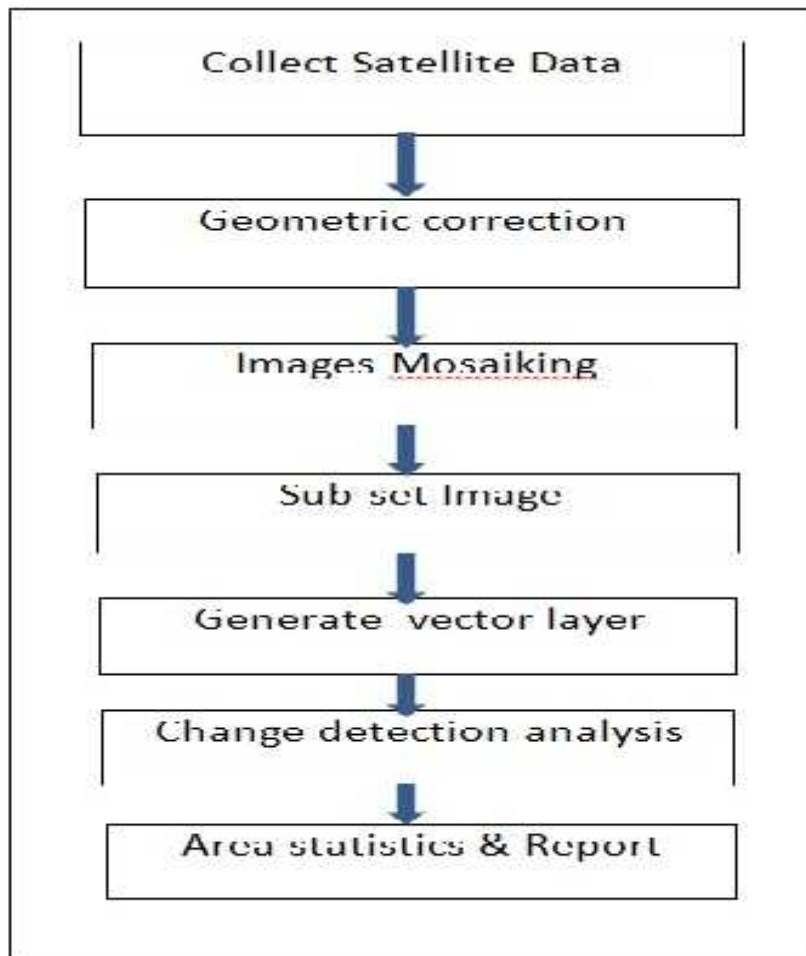 Collect Satellite Data
Geometric correction
Images Mosaiking
Sub set Image
Generate vector layer
Change detection analysis
Area statistics & Report